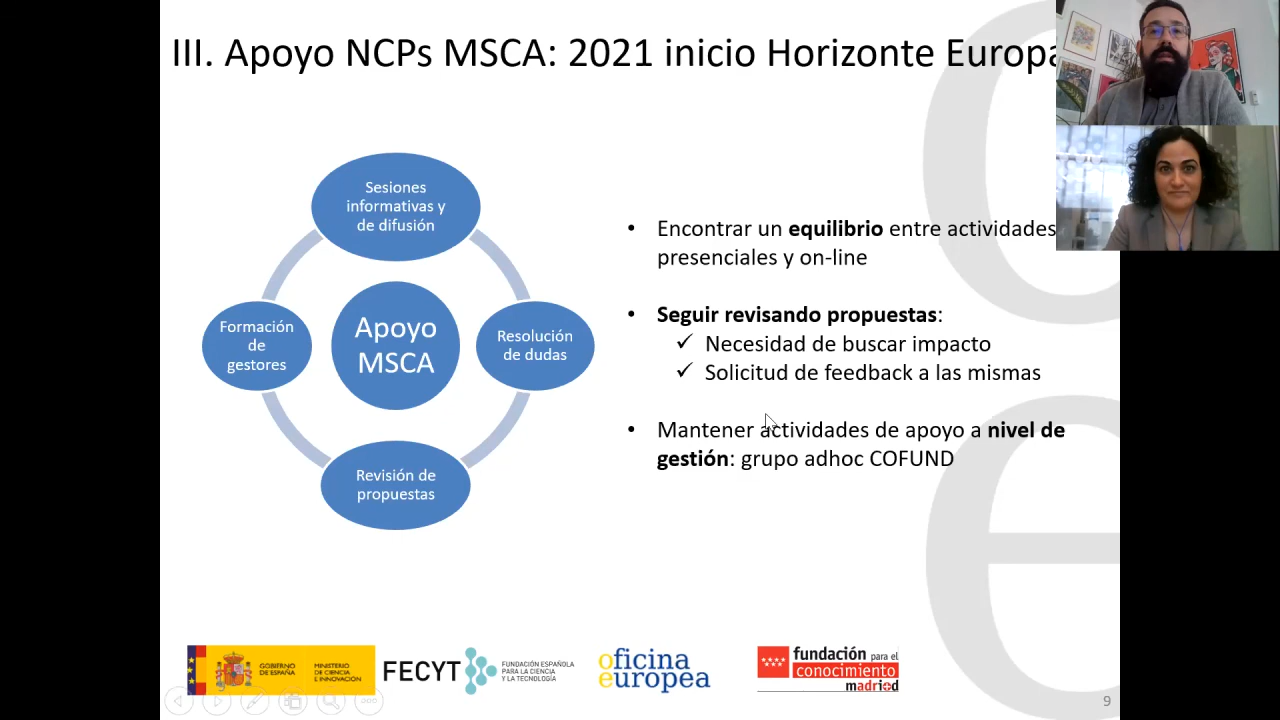 III. Apoyo NCPs MSCA: 2021 inicio Horizonte Europa
Sesiones
informativas y
de difusión
Formación
de
gestores
Apoyo
MSCA
Resolución
de dudas
Revisión de
propuestas
• Encontrar un equilibrio entre actividades
presenciales y on-line
• Seguir revisando propuestas:
✓ Necesidad de buscar impacto
✓ Solicitud de feedback a las mismas
• Mantener actividades de apoyo a nivel de
gestión: grupo adhoc COFUND
GOBIERNO
DE ESPAÑA
MINISTERIO
DE CIENCIA
E INNOVACIÓN
FECYT
FUNDACIÓN ESPAÑOLA
PARA LA CIENCIA
Y LA TECNOLOGÍA
oficina
europea
fundación para el
conocimiento
madri+d
9